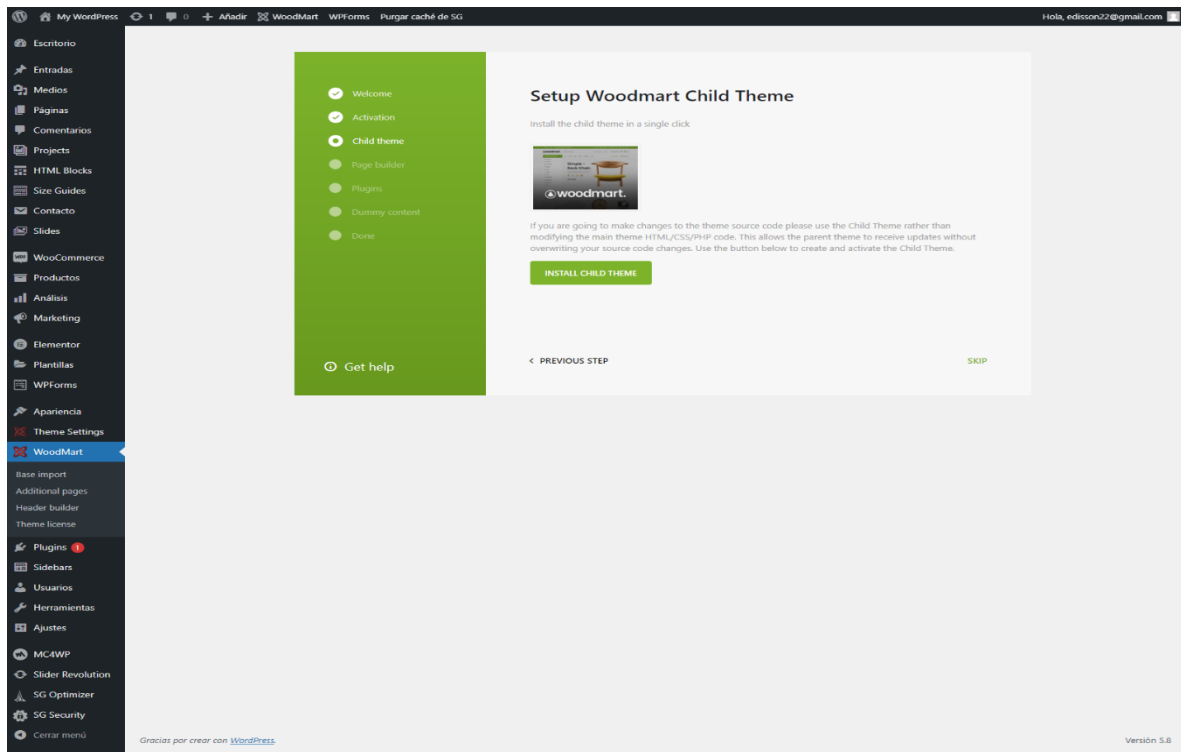 My WordPress 1 0 Añadir WoodMart WPForms Purgar caché de SG Hola, edisson22@gmail.com
Escritorio
Entradas
Medios
Páginas
Comentarios
Projects
HTML Blocks
Size Guides
Contacto
Slides
WooCommerce
Productos
Análisis
Marketing
Elementor
Plantillas
WPForms
Apariencia
Theme Settings
WoodMart
Base import
Additional pages
Header builder
Theme license
Plugins 1
Sidebars
Usuarios
Herramientas
Ajustes
MC4WP
Slider Revolution
SG Optimizer
SG Security
Cerrar menú
Welcome
Activation
Child theme
Page builder
Plugins
Dummy content
Done
Get help
Setup Woodmart Child Theme
Install the child theme in a single click
woodmart.
If you are going to make changes to the theme source code please use the Child Theme rather than
modifying the main theme HTML/CSS/PHP code. This allows the parent theme to receive updates without
overwriting your source code changes. Use the button below to create and activate the Child Theme.
INSTALL CHILD THEME
< PREVIOUS STEP
SKIP
Gracias por crear con WordPress.
Versión 5.8